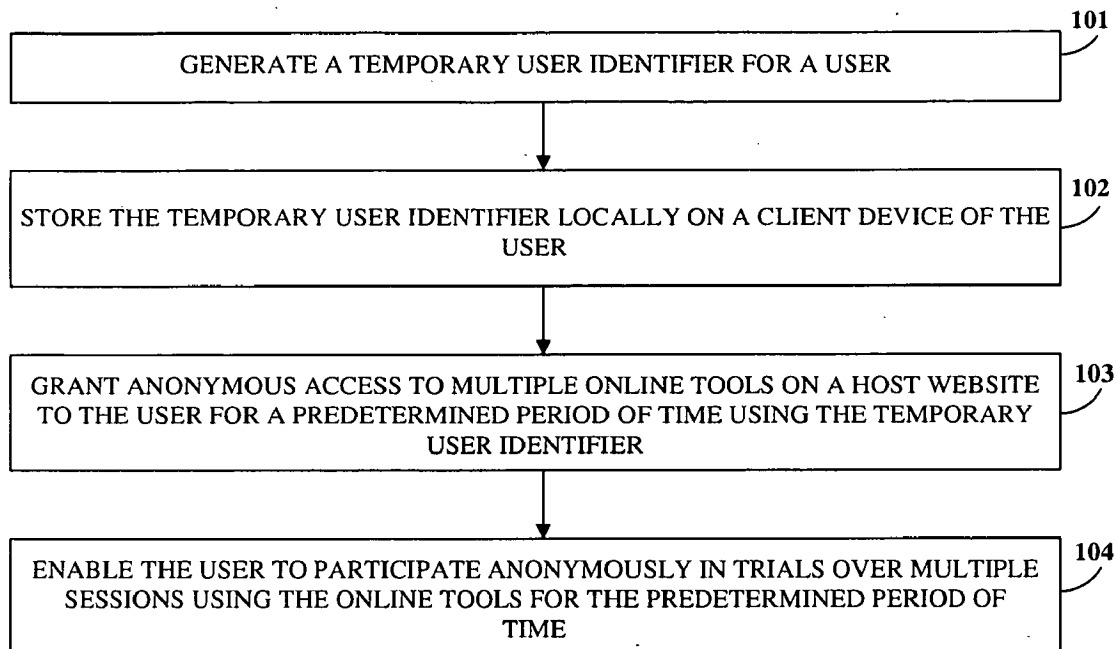 101
GENERATE A TEMPORARY USER IDENTIFIER FOR A USER
102
STORE THE TEMPORARY USER IDENTIFIER LOCALLY ON A CLIENT DEVICE OF THE
USER
103
GRANT ANONYMOUS ACCESS TO MULTIPLE ONLINE TOOLS ON A HOST WEBSITE
TO THE USER FOR A PREDETERMINED PERIOD OF TIME USING THE TEMPORARY
USER IDENTIFIER
104
ENABLE THE USER TO PARTICIPATE ANONYMOUSLY IN TRIALS OVER MULTIPLE
SESSIONS USING THE ONLINE TOOLS FOR THE PREDETERMINED PERIOD OF
TIME